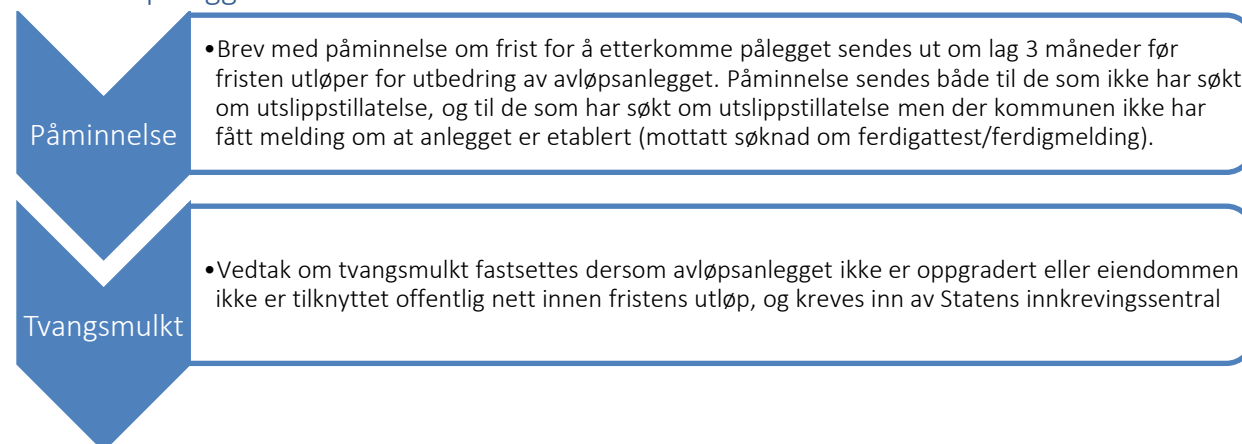 Påminnelse
•Brev med påminnelse om frist for å etterkomme pålegget sendes ut om lag 3 måneder før
fristen utløper for utbedring av avløpsanlegget. Påminnelse sendes både til de som ikke har søkt
om utslippstillatelse, og til de som har søkt om utslippstillatelse men der kommunen ikke har
fått melding om at anlegget er etablert (mottatt søknad om ferdigattest/ferdigmelding).
Tvangsmulkt
•Vedtak om tvangsmulkt fastsettes dersom avløpsanlegget ikke er oppgradert eller eiendommen
ikke er tilknyttet offentlig nett innen fristens utløp, og kreves inn av Statens innkrevingssentral